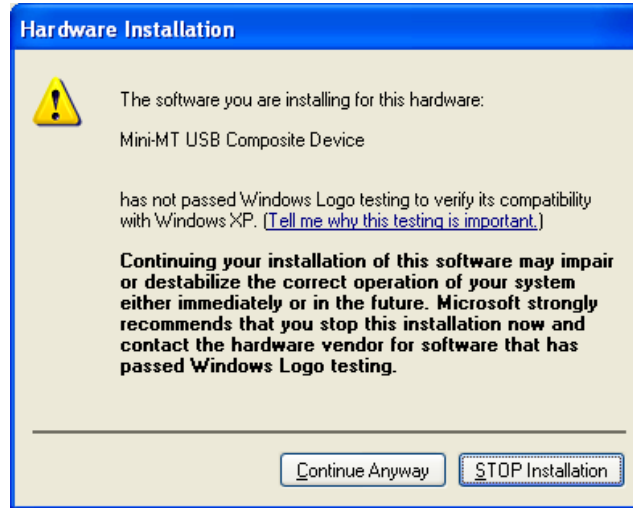 Hardware Installation
The software you are installing for this hardware:
Mini-MT USB Composite Device
has not passed Windows Logo testing to verify its compatibility
with Windows XP. (Tell me why this testing is important.)
Continuing your installation of this software may impair
or destabilize the correct operation of your system
either immediately or in the future. Microsoft strongly
recommends that you stop this installation now and
contact the hardware vendor for software that has
passed Windows Logo testing.
Continue Anyway STOP Installation